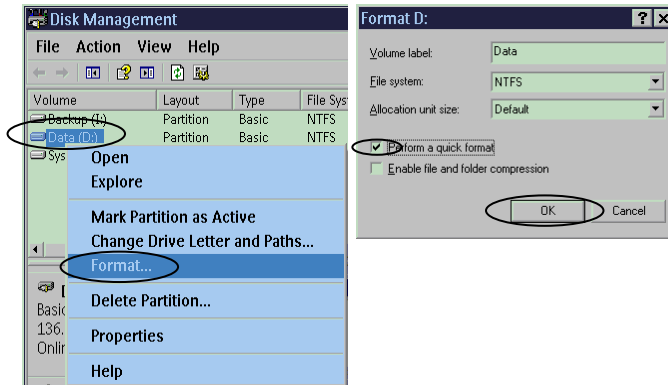 Disk Management
File Action View Help
Volume Layout Type File Sys
Backup (I:) Partition Basic NTFS
Data (D:) Partition Basic NTFS
Sys
Open
Explore
Mark Partition as Active
Change Drive Letter and Paths...
Format...
Delete Partition...
Properties
Help
Basic
136.
Onlin
Format D:
Volume label: Data
File system: NTFS
Allocation unit size: Default
Perform a quick format
Enable file and folder compression
OK Cancel